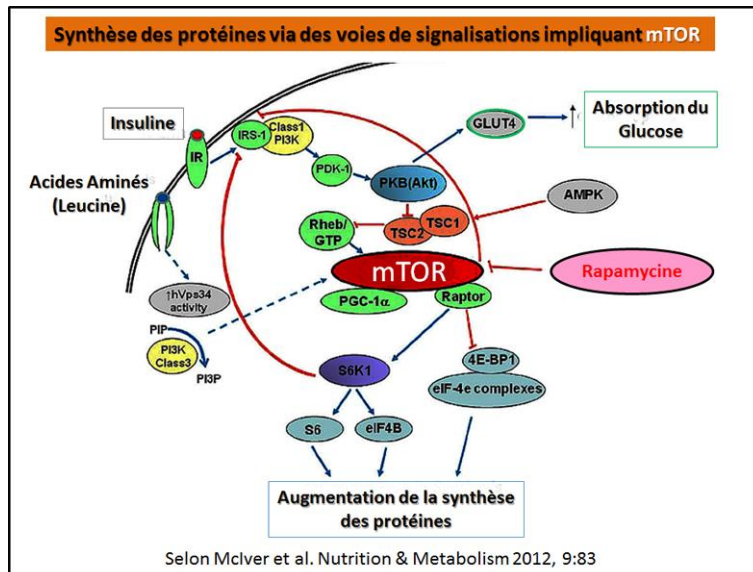 Synthèse des protéines via des voies de signalisations impliquant mTOR
Insuline
IR
IRS-1
Class1
PI3K
PDK-1
PKB(Akt)
GLUT4
↑
Absorption du
Glucose
Acides Aminés
(Leucine)
Rheb/
GTP
TSC2
TSC1
AMPK
mTOR
Rapamycine
PGC-1α
Raptor
↑hVps34
activity
PIP
PI3K
Class3
PI3P
S6K1
4E-BP1
eIF-4e complexes
S6
eIF4B
Augmentation de la synthèse
des protéines
Selon McIver et al. Nutrition & Metabolism 2012, 9:83